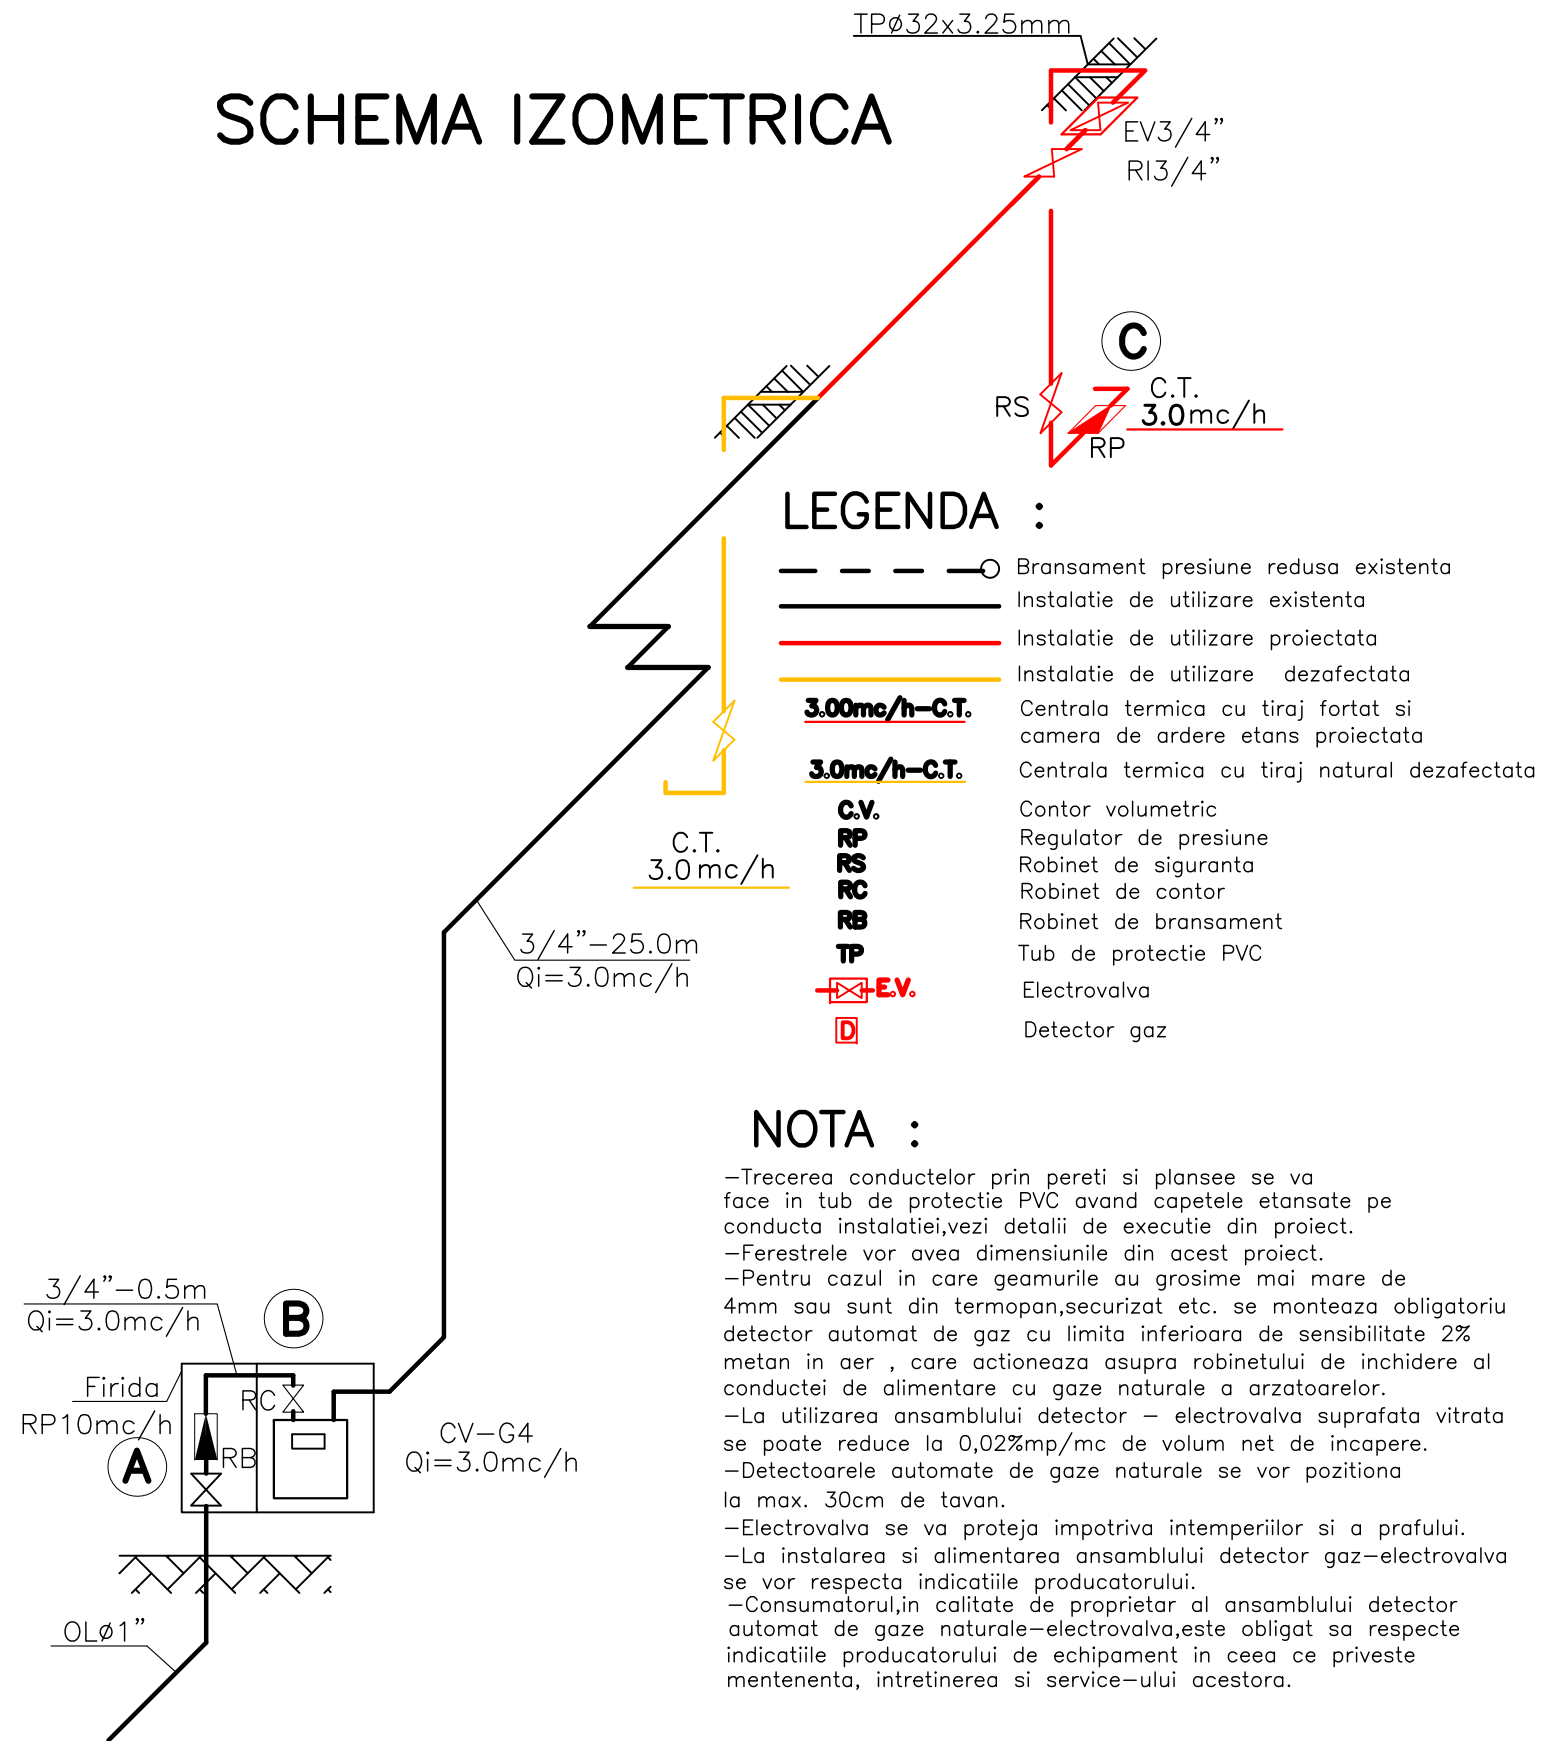 TPø32x3.25mm
SCHEMA IZOMETRICA
EV3/4”
RI3/4”
C
C.T.
3.0mc/h
RS
RP
LEGENDA :
Bransament presiune redusa existenta
Instalatie de utilizare existenta
Instalatie de utilizare proiectata
Instalatie de utilizare dezafectata
3.00mc/h-C.T. Centrala termica cu tiraj fortat si
camera de ardere etans proiectata
3.0mc/h-C.T. Centrala termica cu tiraj natural dezafectata
C.V. Contor volumetric
RP Regulator de presiune
RS Robinet de siguranta
RC Robinet de contor
RB Robinet de bransament
TP Tub de protectie PVC
E.V. Electrovalva
D Detector gaz
C.T.
3.0mc/h
3/4”-25.0m
Qi=3.0mc/h
NOTA :
-Trecerea conductelor prin pereti si plansee se va
face in tub de protectie PVC avand capetele etansate pe
conducta instalatiei,vezi detalii de executie din proiect.
-Ferestrele vor avea dimensiunile din acest proiect.
-Pentru cazul in care geamurile au grosime mai mare de
4mm sau sunt din termopan,securizat etc. se monteaza obligatoriu
detector automat de gaz cu limita inferioara de sensibilitate 2%
metan in aer , care actioneaza asupra robinetului de inchidere al
conductei de alimentare cu gaze naturale a arzatoarelor.
-La utilizarea ansamblului detector - electrovalva suprafata vitrata
se poate reduce la 0,02%mp/mc de volum net de incapere.
-Detectoarele automate de gaze naturale se vor pozitiona
la max. 30cm de tavan.
-Electrovalva se va proteja impotriva intemperiilor si a prafului.
-La instalarea si alimentarea ansamblului detector gaz-electrovalva
se vor respecta indicatiile producatorului.
-Consumatorul,in calitate de proprietar al ansamblului detector
automat de gaze naturale-electrovalva,este obligat sa respecte
indicatiile producatorului de echipament in ceea ce priveste
mentenenta, intretinerea si service-ului acestora.
3/4”-0.5m
Qi=3.0mc/h
B
Firida
RP10mc/h
RC
A
RB
CV-G4
Qi=3.0mc/h
OLø1”